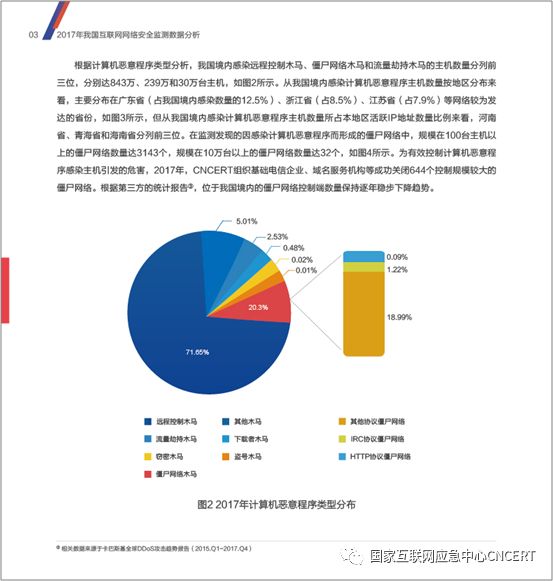 03
2017年我国互联网网络安全监测数据分析
根据计算机恶意程序类型分析，我国境内感染远程控制木马、僵尸网络木马和流量劫持木马的主机数量分列前
三位，分别达843万、239万和30万台主机，如图2所示。从我国境内感染计算机恶意程序主机数量按地区分布来
看，主要分布在广东省（占我国境内感染数量的12.5%）、浙江省（占8.5%）、江苏省（占7.9%）等网络较为发
达的省份，如图3所示，但从我国境内感染计算机恶意程序主机数量所占本地区活跃IP地址数量比例来看，河南
省、青海省和海南省分列前三位。在监测发现的因感染计算机恶意程序而形成的僵尸网络中，规模在100台主机以
上的僵尸网络数量达3143个，规模在10万台以上的僵尸网络数量达32个，如图4所示。为有效控制计算机恶意程
序感染主机引发的危害，2017年，CNCERT组织基础电信企业、域名服务机构等成功关闭644个控制规模较大的
僵尸网络。根据第三方的统计报告⑩，位于我国境内的僵尸网络控制端数量保持逐年稳步下降趋势。
5.01%
2.53%
0.48%
0.02%
0.01%
20.3%
71.65%
0.09%
1.22%
18.99%
远程控制木马
其他木马
其他协议僵尸网络
流量劫持木马
下载者木马
IRC协议僵尸网络
窃密木马
盗号木马
HTTP协议僵尸网络
僵尸网络木马
图2 2017年计算机恶意程序类型分布
相关数据来源于卡巴斯基全球DDoS攻击趋势报告（2015.Q1~2017.Q4）
国家互联网应急中心CNCERT